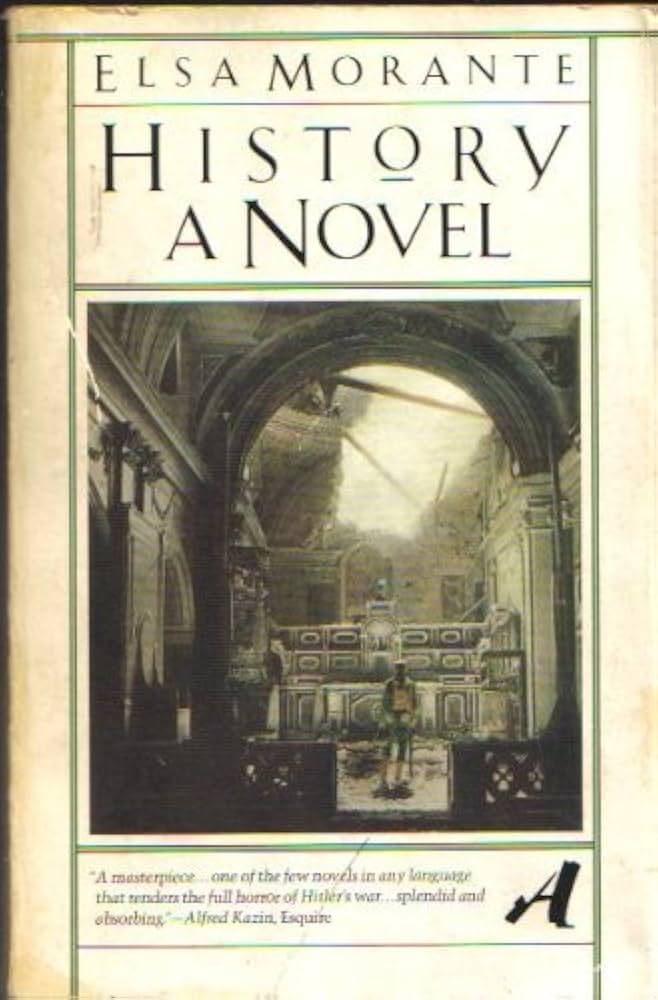 ELSA MORANTE
HISTORY
A NOVEL
"A masterpiece...one of the few novels in any language
that renders the full horror of Hitler's war...splendid and
absorbing."—Alfred Kazin, Esquire
A